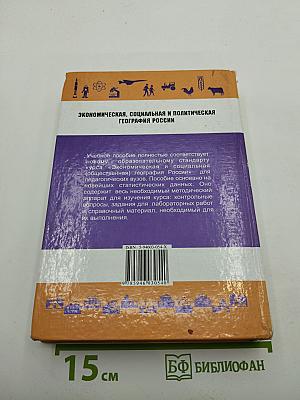 ЭКОНОМИЧЕСКАЯ, СОЦИАЛЬНАЯ И ПОЛИТИЧЕСКАЯ
ГЕОГРАФИЯ РОССИИ
Учебное пособие полностью соответствует
новому образовательному стандарту
курса «Экономическая и социальная
(общественная) география России» для
педагогических вузов. Пособие основано на
новейших статистических данных. Оно
содержит весь необходимый методический
аппарат для изучения курса: контрольные
вопросы, задания для лабораторных работ
и справочный материал, необходимый для
их выполнения.
ISBN
15 см
БФ БИБЛИОФАН